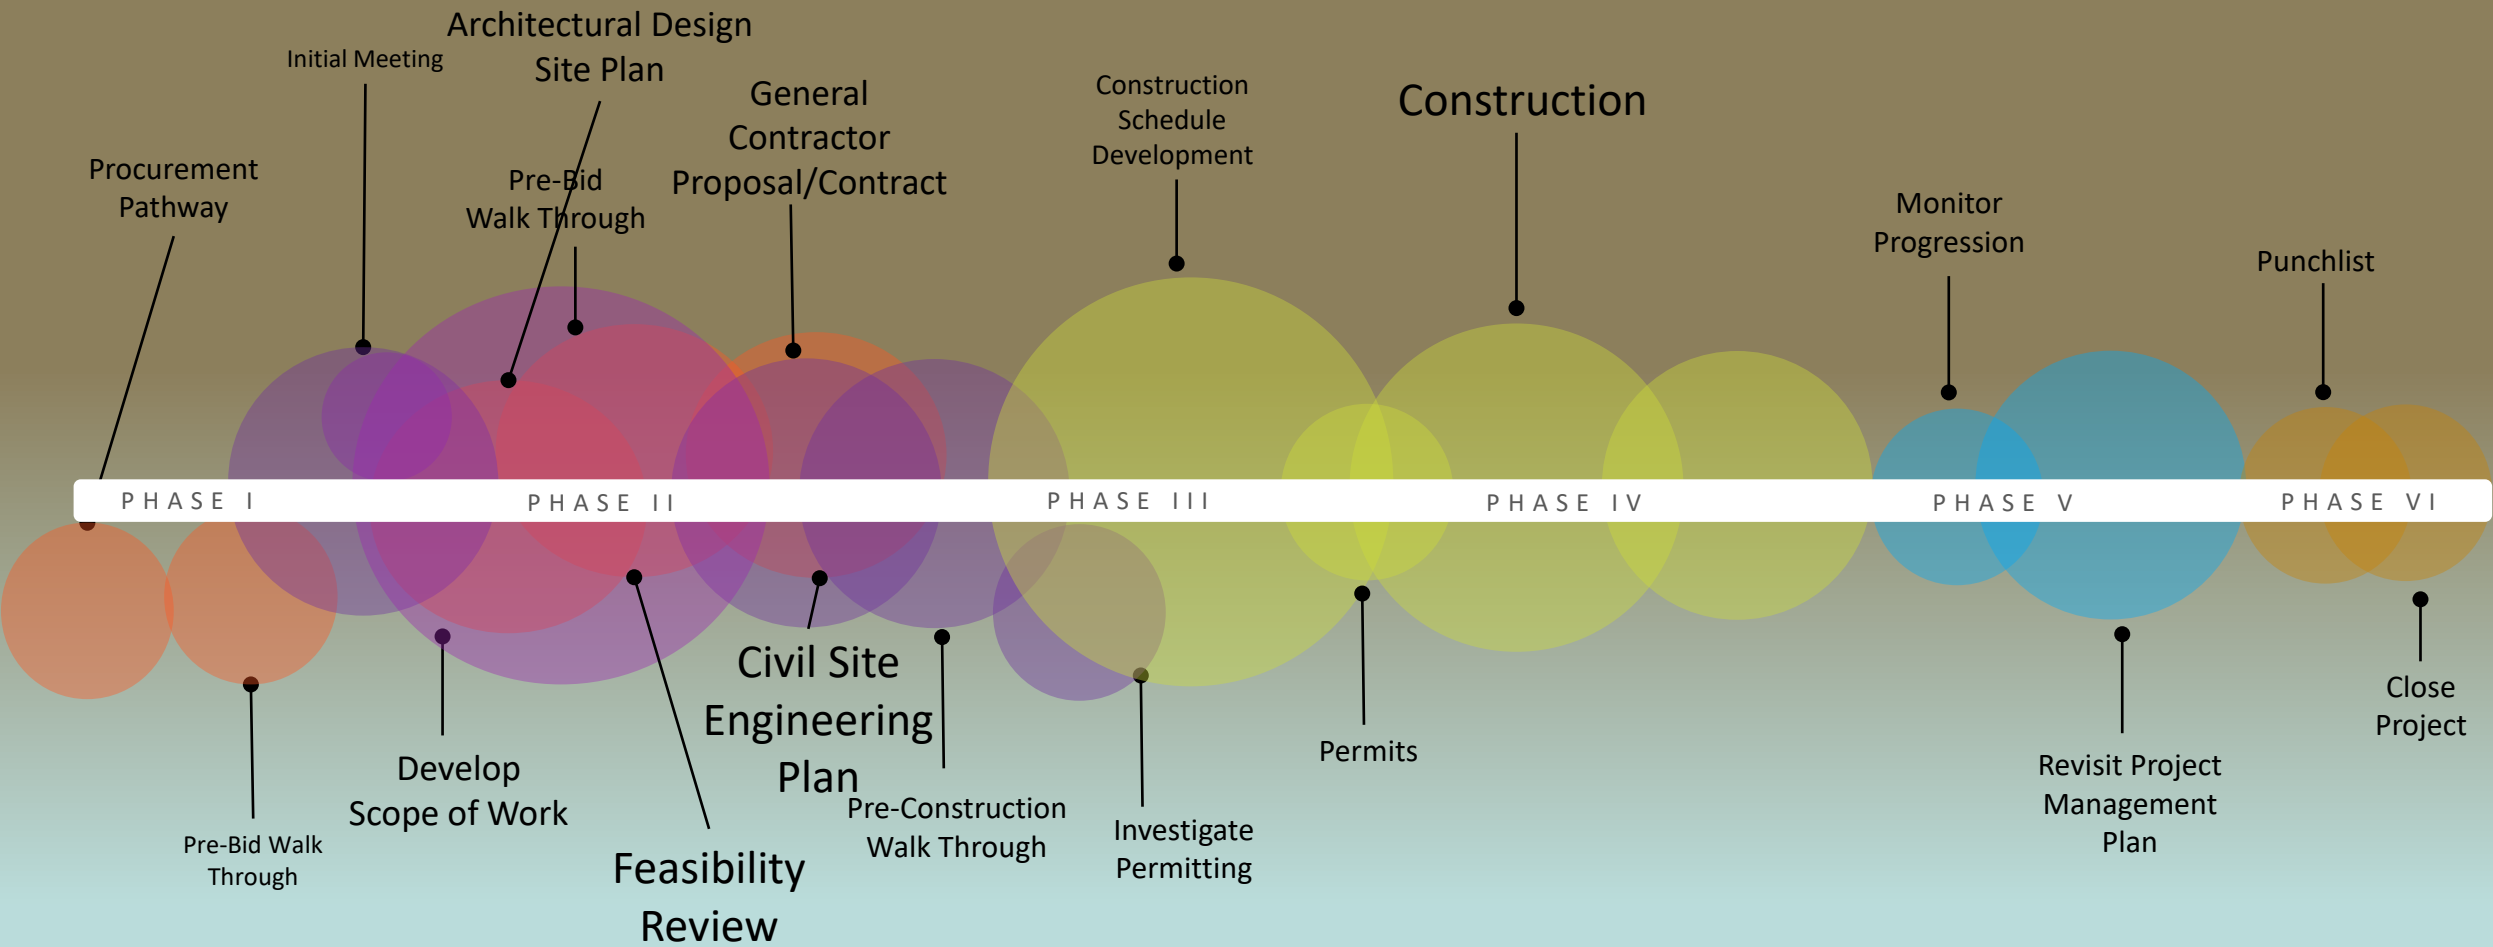 Architectural Design
Site Plan
Initial Meeting
General
Contractor
Proposal/Contract
Construction
Schedule
Development
Construction
Procurement
Pathway
Pre-Bid
Walk Through
Monitor
Progression
Punchlist
PHASE I
PHASE II
PHASE III
PHASE IV
PHASE V
PHASE VI
Civil Site
Engineering
Plan
Develop
Scope of Work
Pre-Bid Walk
Through
Feasibility
Review
Pre-Construction
Walk Through
Investigate
Permitting
Permits
Revisit Project
Management
Plan
Close
Project